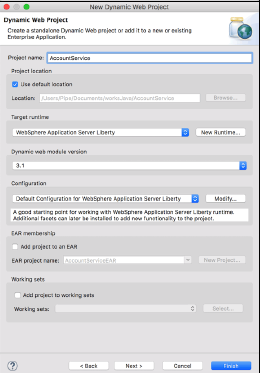 New Dynamic Web Project
Dynamic Web Project
Create a standalone Dynamic Web project or add it to a new or existing
Enterprise Application.
Project name: AccountService
Project location
Use default location
Location: Browse...
Target runtime
WebSphere Application Server Liberty New Runtime...
Dynamic web module version
3.1
Configuration
Default Configuration for WebSphere Application Server Liberty Modify...
A good starting point for working with WebSphere Application Server Liberty runtime.
Additional facets can later be installed to add new functionality to the project.
EAR membership
Add project to an EAR
EAR project name: AccountServiceEAR New Project...
Working sets
Add project to working sets
Working sets: Select...
? < Back Next > Cancel Finish